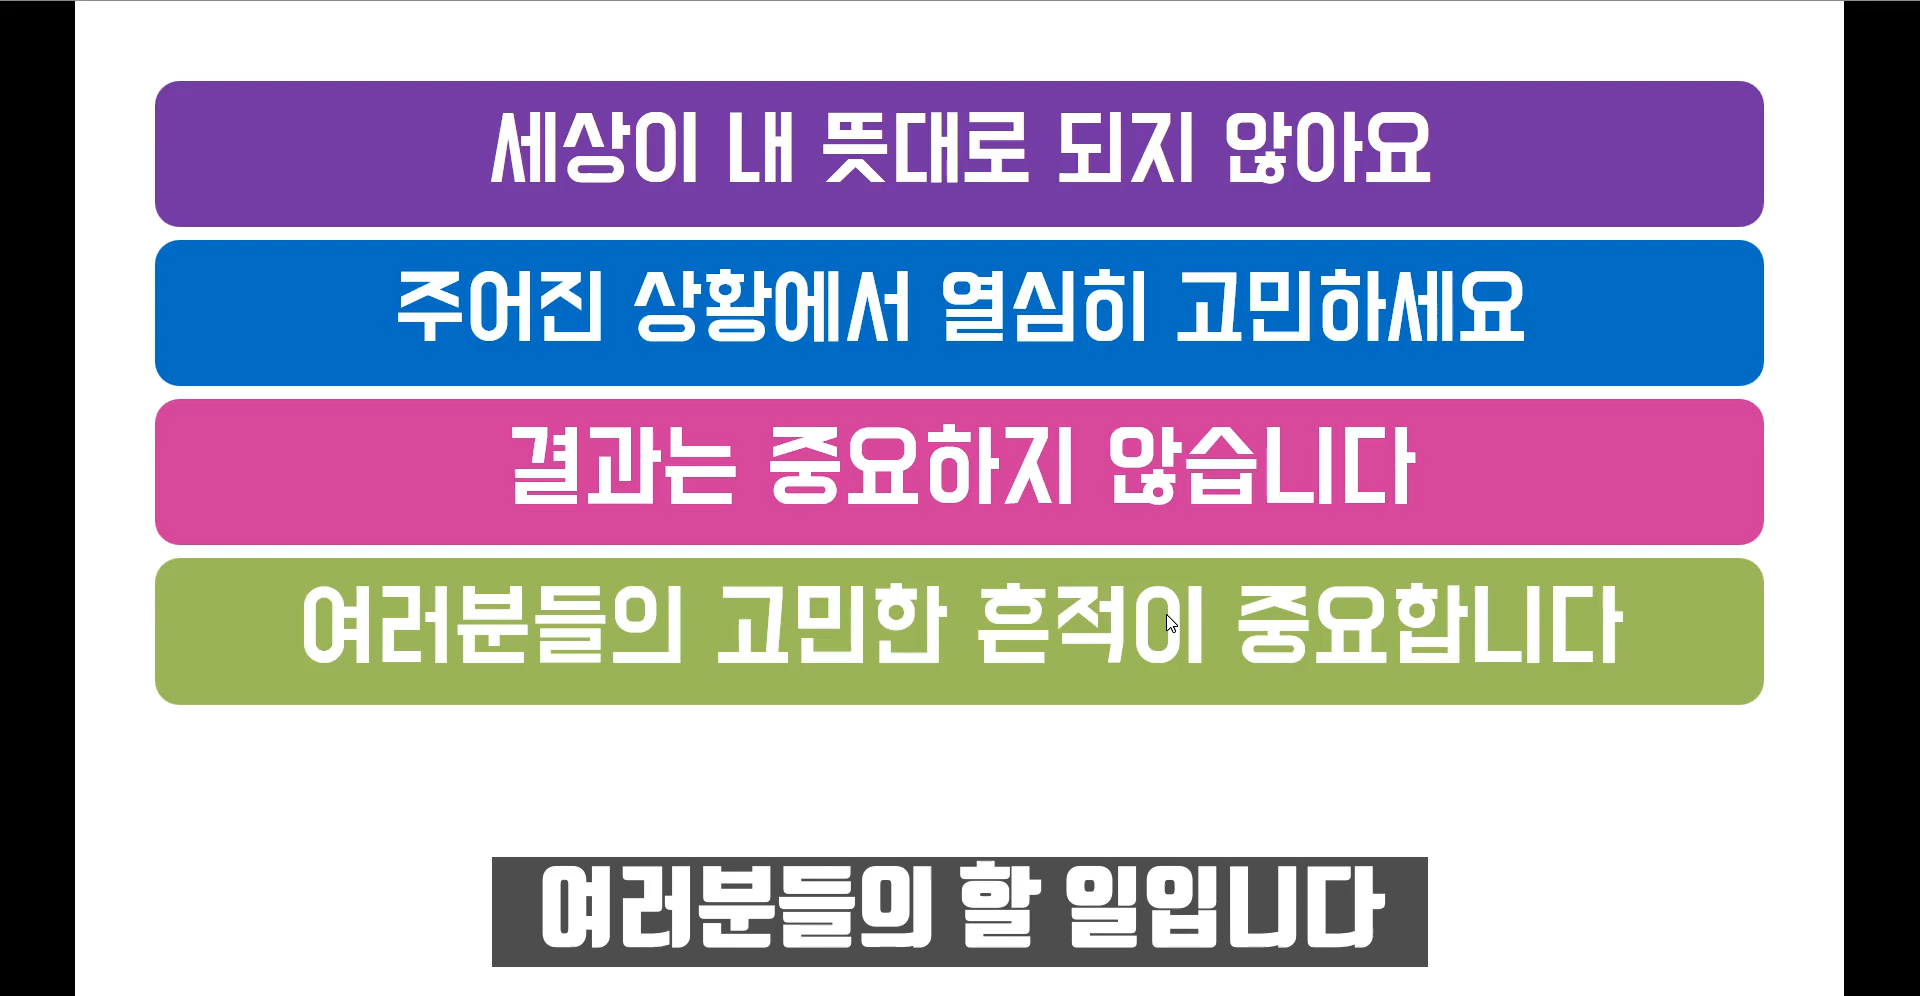 세상이 내 뜻대로 되지 않아요
주어진 상황에서 열심히 고민하세요
결과는 중요하지 않습니다
여러분들의 고민한 흔적이 중요합니다
여러분들의 할 일입니다